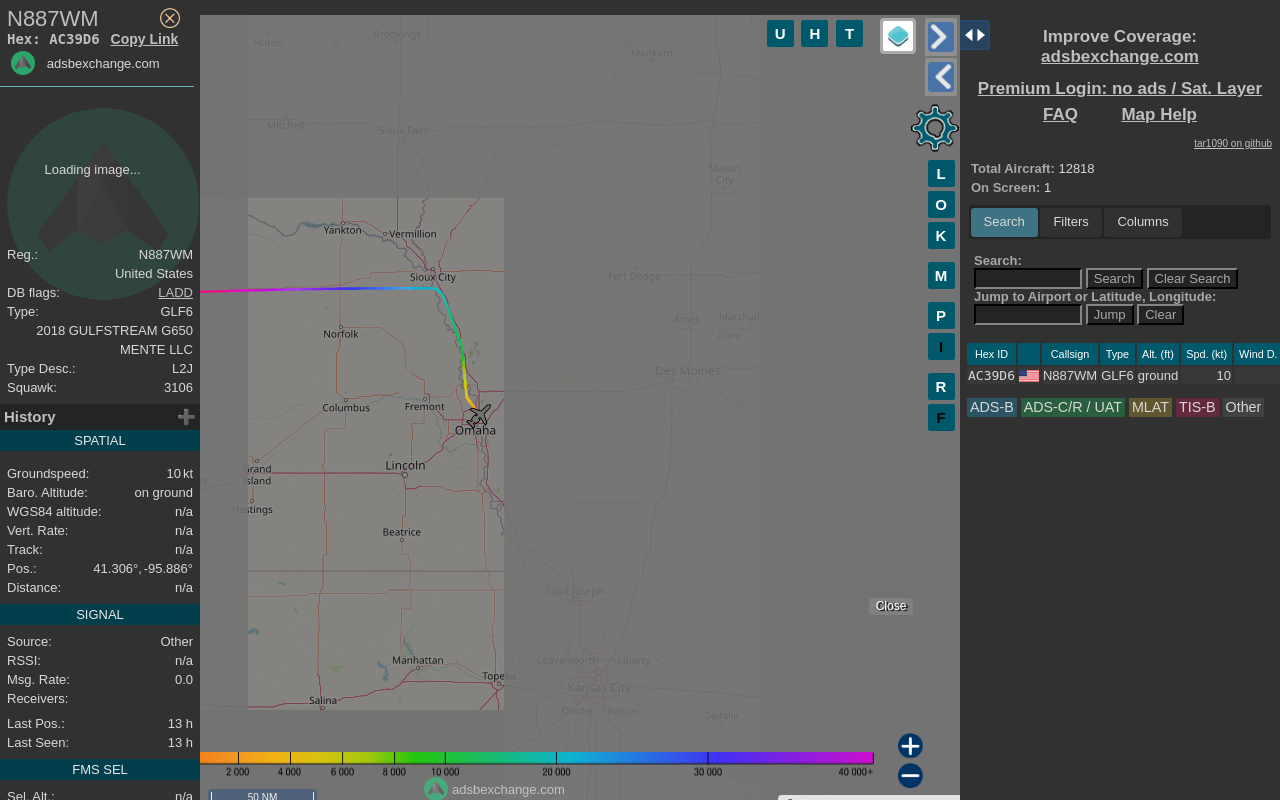 N887WM
Hex: AC39D6 Copy Link
adsbexchange.com
Loading image...
Reg.: N887WM
United States
DB flags: LADD
Type: GLF6
2018 GULFSTREAM G650
MENTE LLC
Type Desc.: L2J
Squawk: 3106
History
SPATIAL
Groundspeed: 10 kt
Baro. Altitude: on ground
WGS84 altitude: n/a
Vert. Rate: n/a
Track: n/a
Pos.: 41.306°, -95.886°
Distance: n/a
SIGNAL
Source: Other
RSSI: n/a
Msg. Rate: 0.0
Receivers:
Last Pos.: 13 h
Last Seen: 13 h
FMS SEL
Sel. Alt.: n/a
Huron
Brookings
Mankato
Mitchell
Sioux Falls
Mason
City
Yankton
Vermillion
Sioux City
Fort Dodge
Norfolk
Ames
Marshall
Iowa
Des Moines
Columbus
Fremont
Omaha
Grand
Island
Lincoln
Hastings
Beatrice
Saint Joseph
Manhattan
Leavenworth
Liberty
Topeka
Kansas City
Salina
Olathe
Belton
Sedalia
U H T
L
O
K
M
P
I
R
F
Close
2 000 4 000 6 000 8 000 10 000 20 000 30 000 40 000+
adsbexchange.com
50 NM
Improve Coverage:
adsbexchange.com
Premium Login: no ads / Sat. Layer
FAQ Map Help
tar1090 on github
Total Aircraft: 12818
On Screen: 1
Search Filters Columns
Search:
Search Clear Search
Jump to Airport or Latitude, Longitude:
Jump Clear
Hex ID Callsign Type Alt. (ft) Spd. (kt) Wind D.
AC39D6 N887WM GLF6 ground 10
ADS-B ADS-C/R / UAT MLAT TIS-B Other